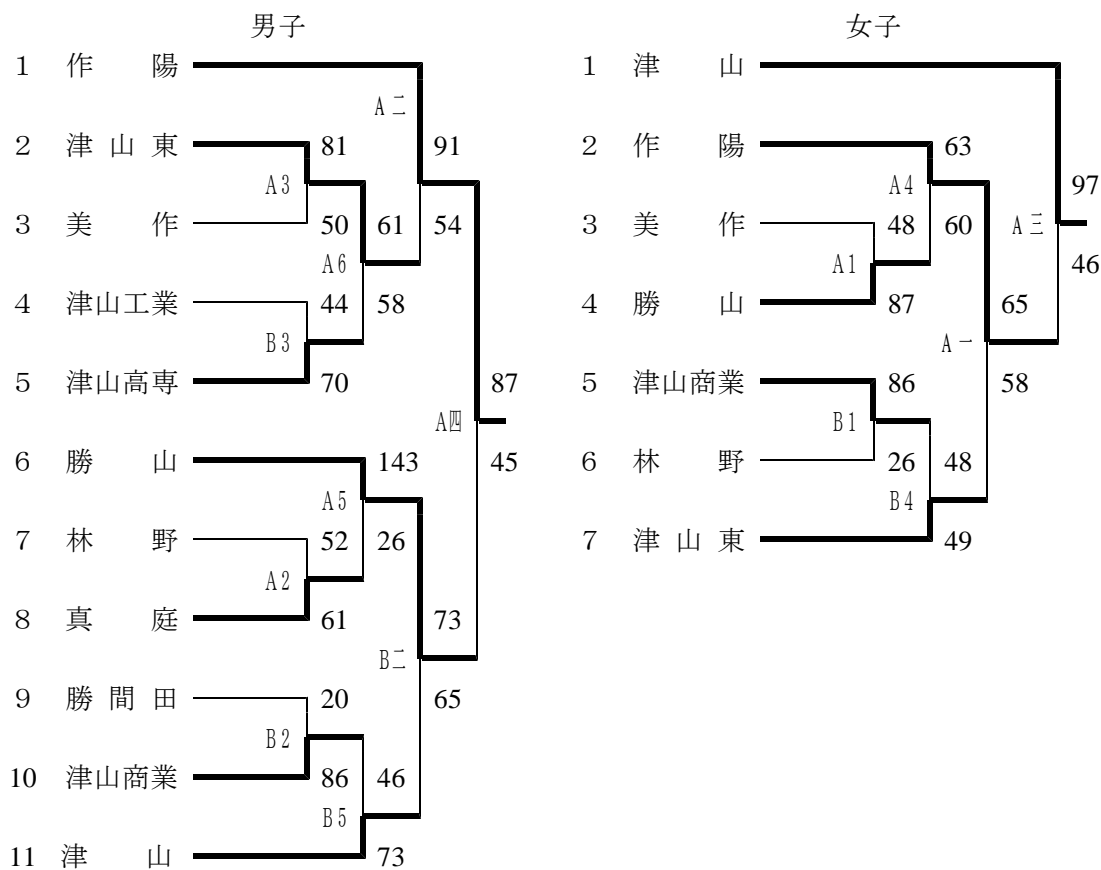 男子
1 作陽
A二
2 津山東 81 91
A3
3 美作 50 61 54
A6
4 津山工業 44 58
B3
5 津山高専 70 87
A四
6 勝山 143 45
A5
7 林野 52 26
A2
8 真庭 61 73
B二
9 勝間田 20 65
B2
10 津山商業 86 46
B5
11 津山 73
女子
1 津山
2 作陽 63
A4 97
3 美作 48 60 A三
A1 46
4 勝山 87 65
A一
5 津山商業 86 58
B1
6 林野 26 48
B4
7 津山東 49